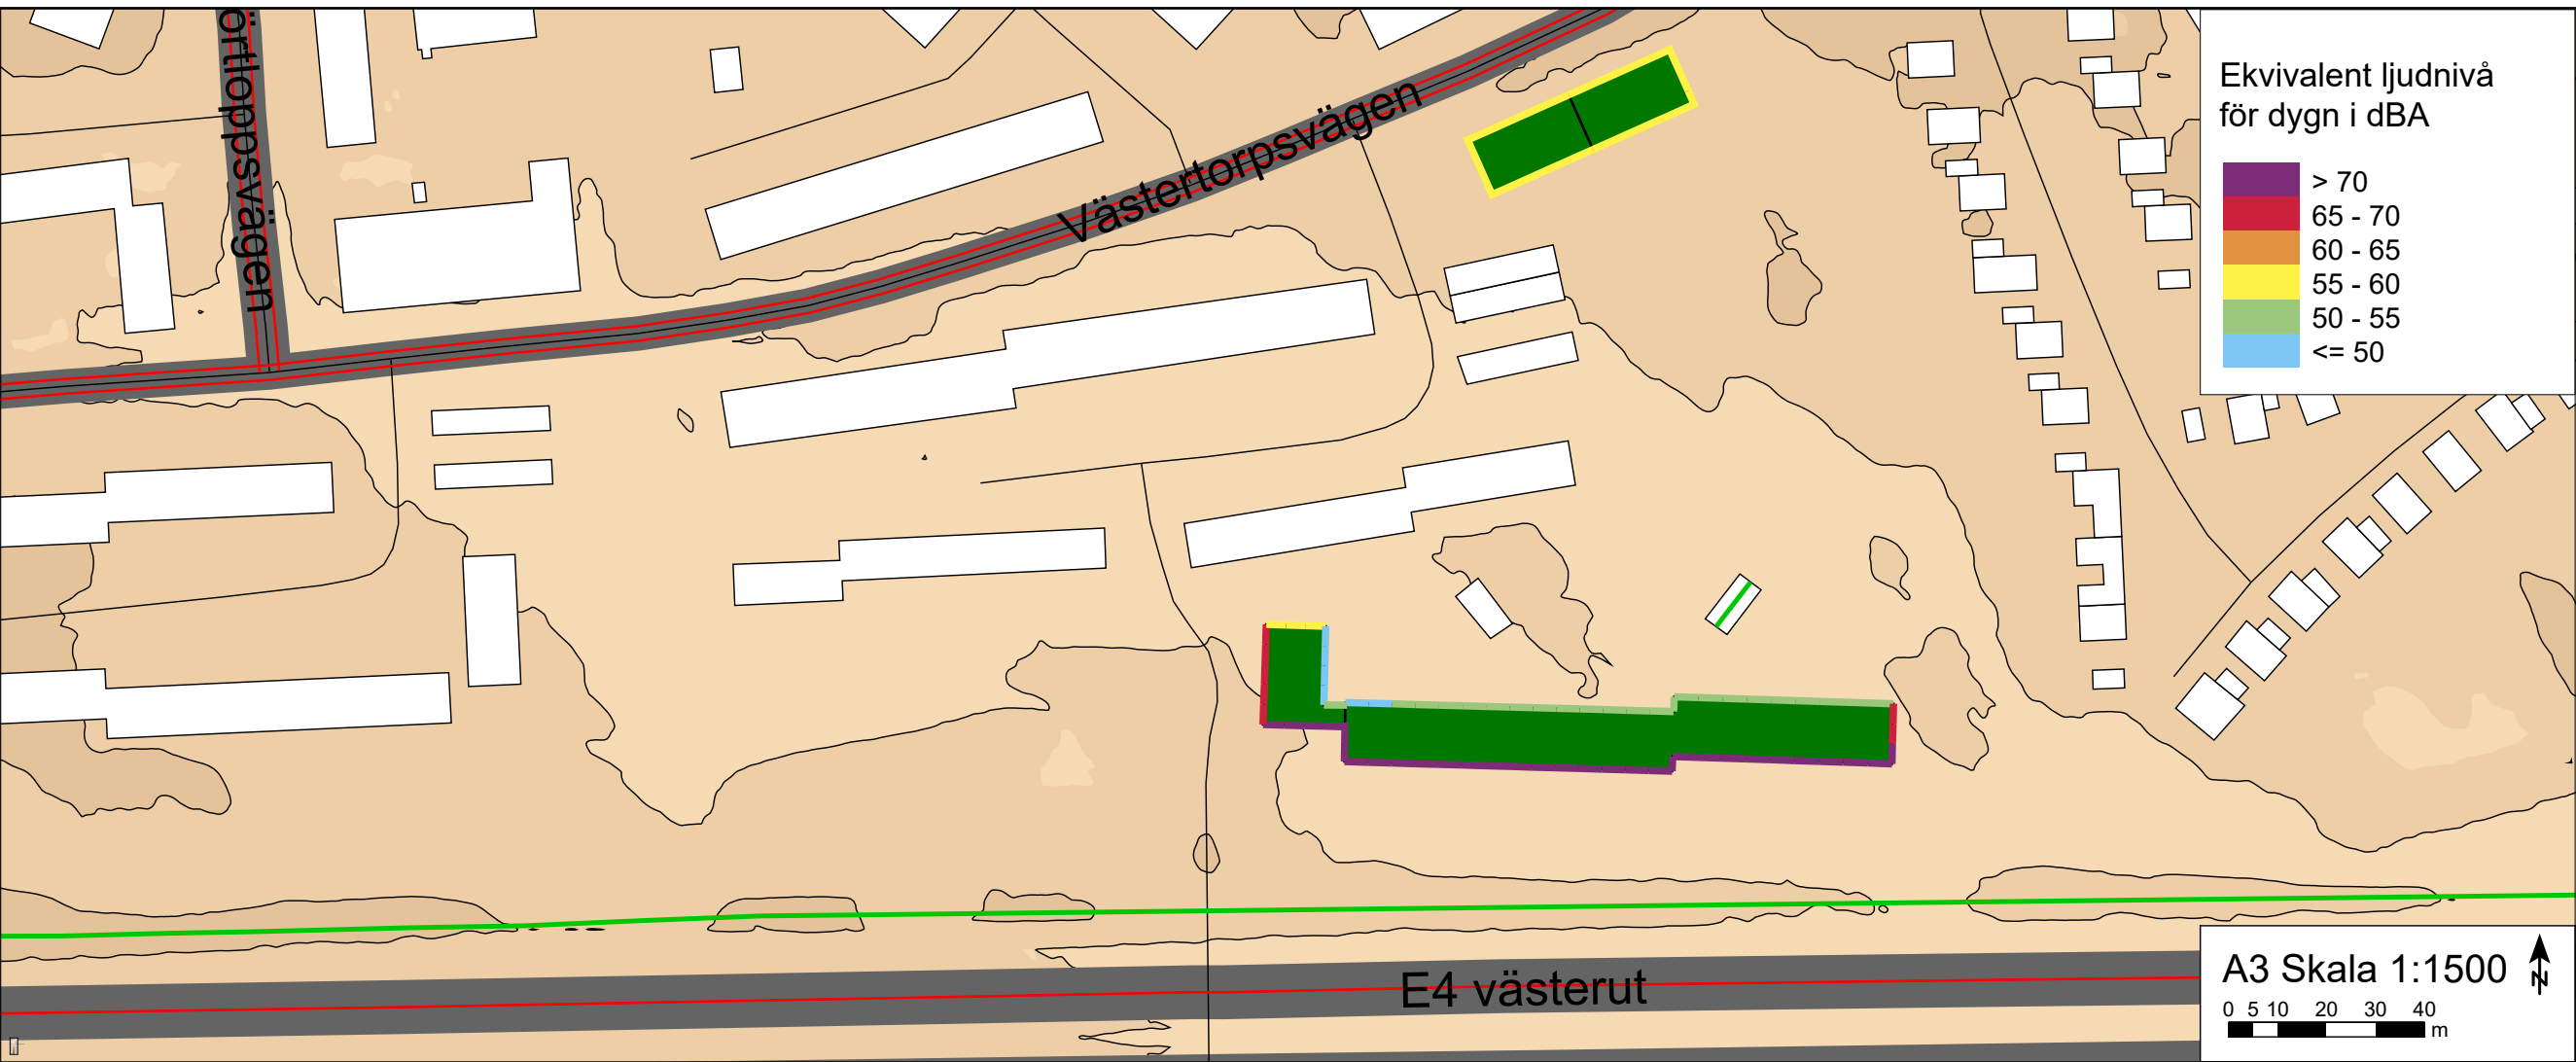 ortloppsvägen
Västertorpsvägen
Ekvivalent ljudnivå
för dygn i dBA
> 70
65 - 70
60 - 65
55 - 60
50 - 55
<= 50
E4 västerut
A3 Skala 1:1500
N
0 5 10 20 30 40
m